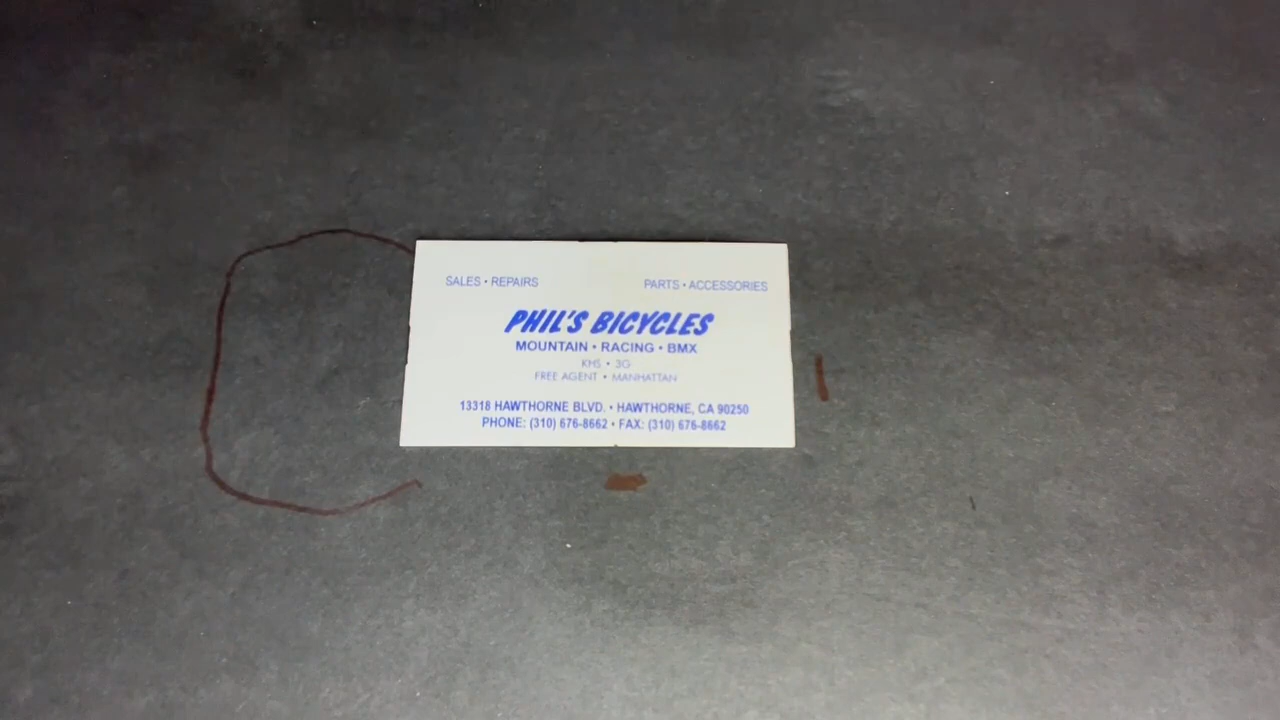 SALES • REPAIRS PARTS • ACCESSORIES
PHIL'S BICYCLES
MOUNTAIN • RACING • BMX
KHS • 3G
FREE AGENT • MANHATTAN
13318 HAWTHORNE BLVD. • HAWTHORNE, CA 90250
PHONE: (310) 676-8662 • FAX: (310) 676-8662